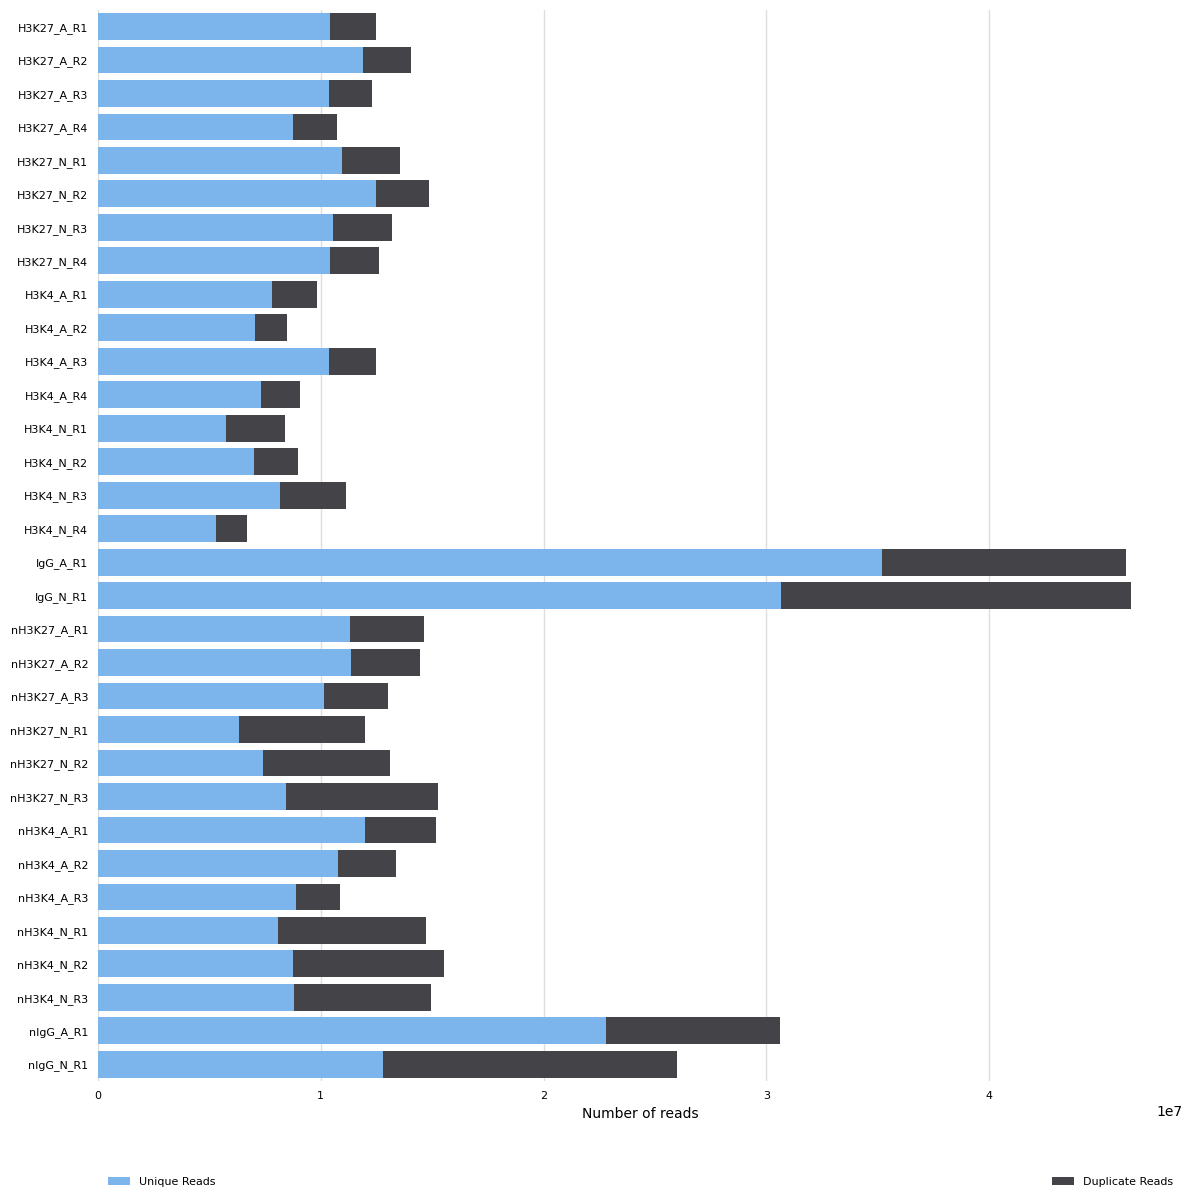 H3K27_A_R1
H3K27_A_R2
H3K27_A_R3
H3K27_A_R4
H3K27_N_R1
H3K27_N_R2
H3K27_N_R3
H3K27_N_R4
H3K4_A_R1
H3K4_A_R2
H3K4_A_R3
H3K4_A_R4
H3K4_N_R1
H3K4_N_R2
H3K4_N_R3
H3K4_N_R4
IgG_A_R1
IgG_N_R1
nH3K27_A_R1
nH3K27_A_R2
nH3K27_A_R3
nH3K27_N_R1
nH3K27_N_R2
nH3K27_N_R3
nH3K4_A_R1
nH3K4_A_R2
nH3K4_A_R3
nH3K4_N_R1
nH3K4_N_R2
nH3K4_N_R3
nIgG_A_R1
nIgG_N_R1
0 1 2 3 4
Number of reads 1e7
Unique Reads Duplicate Reads